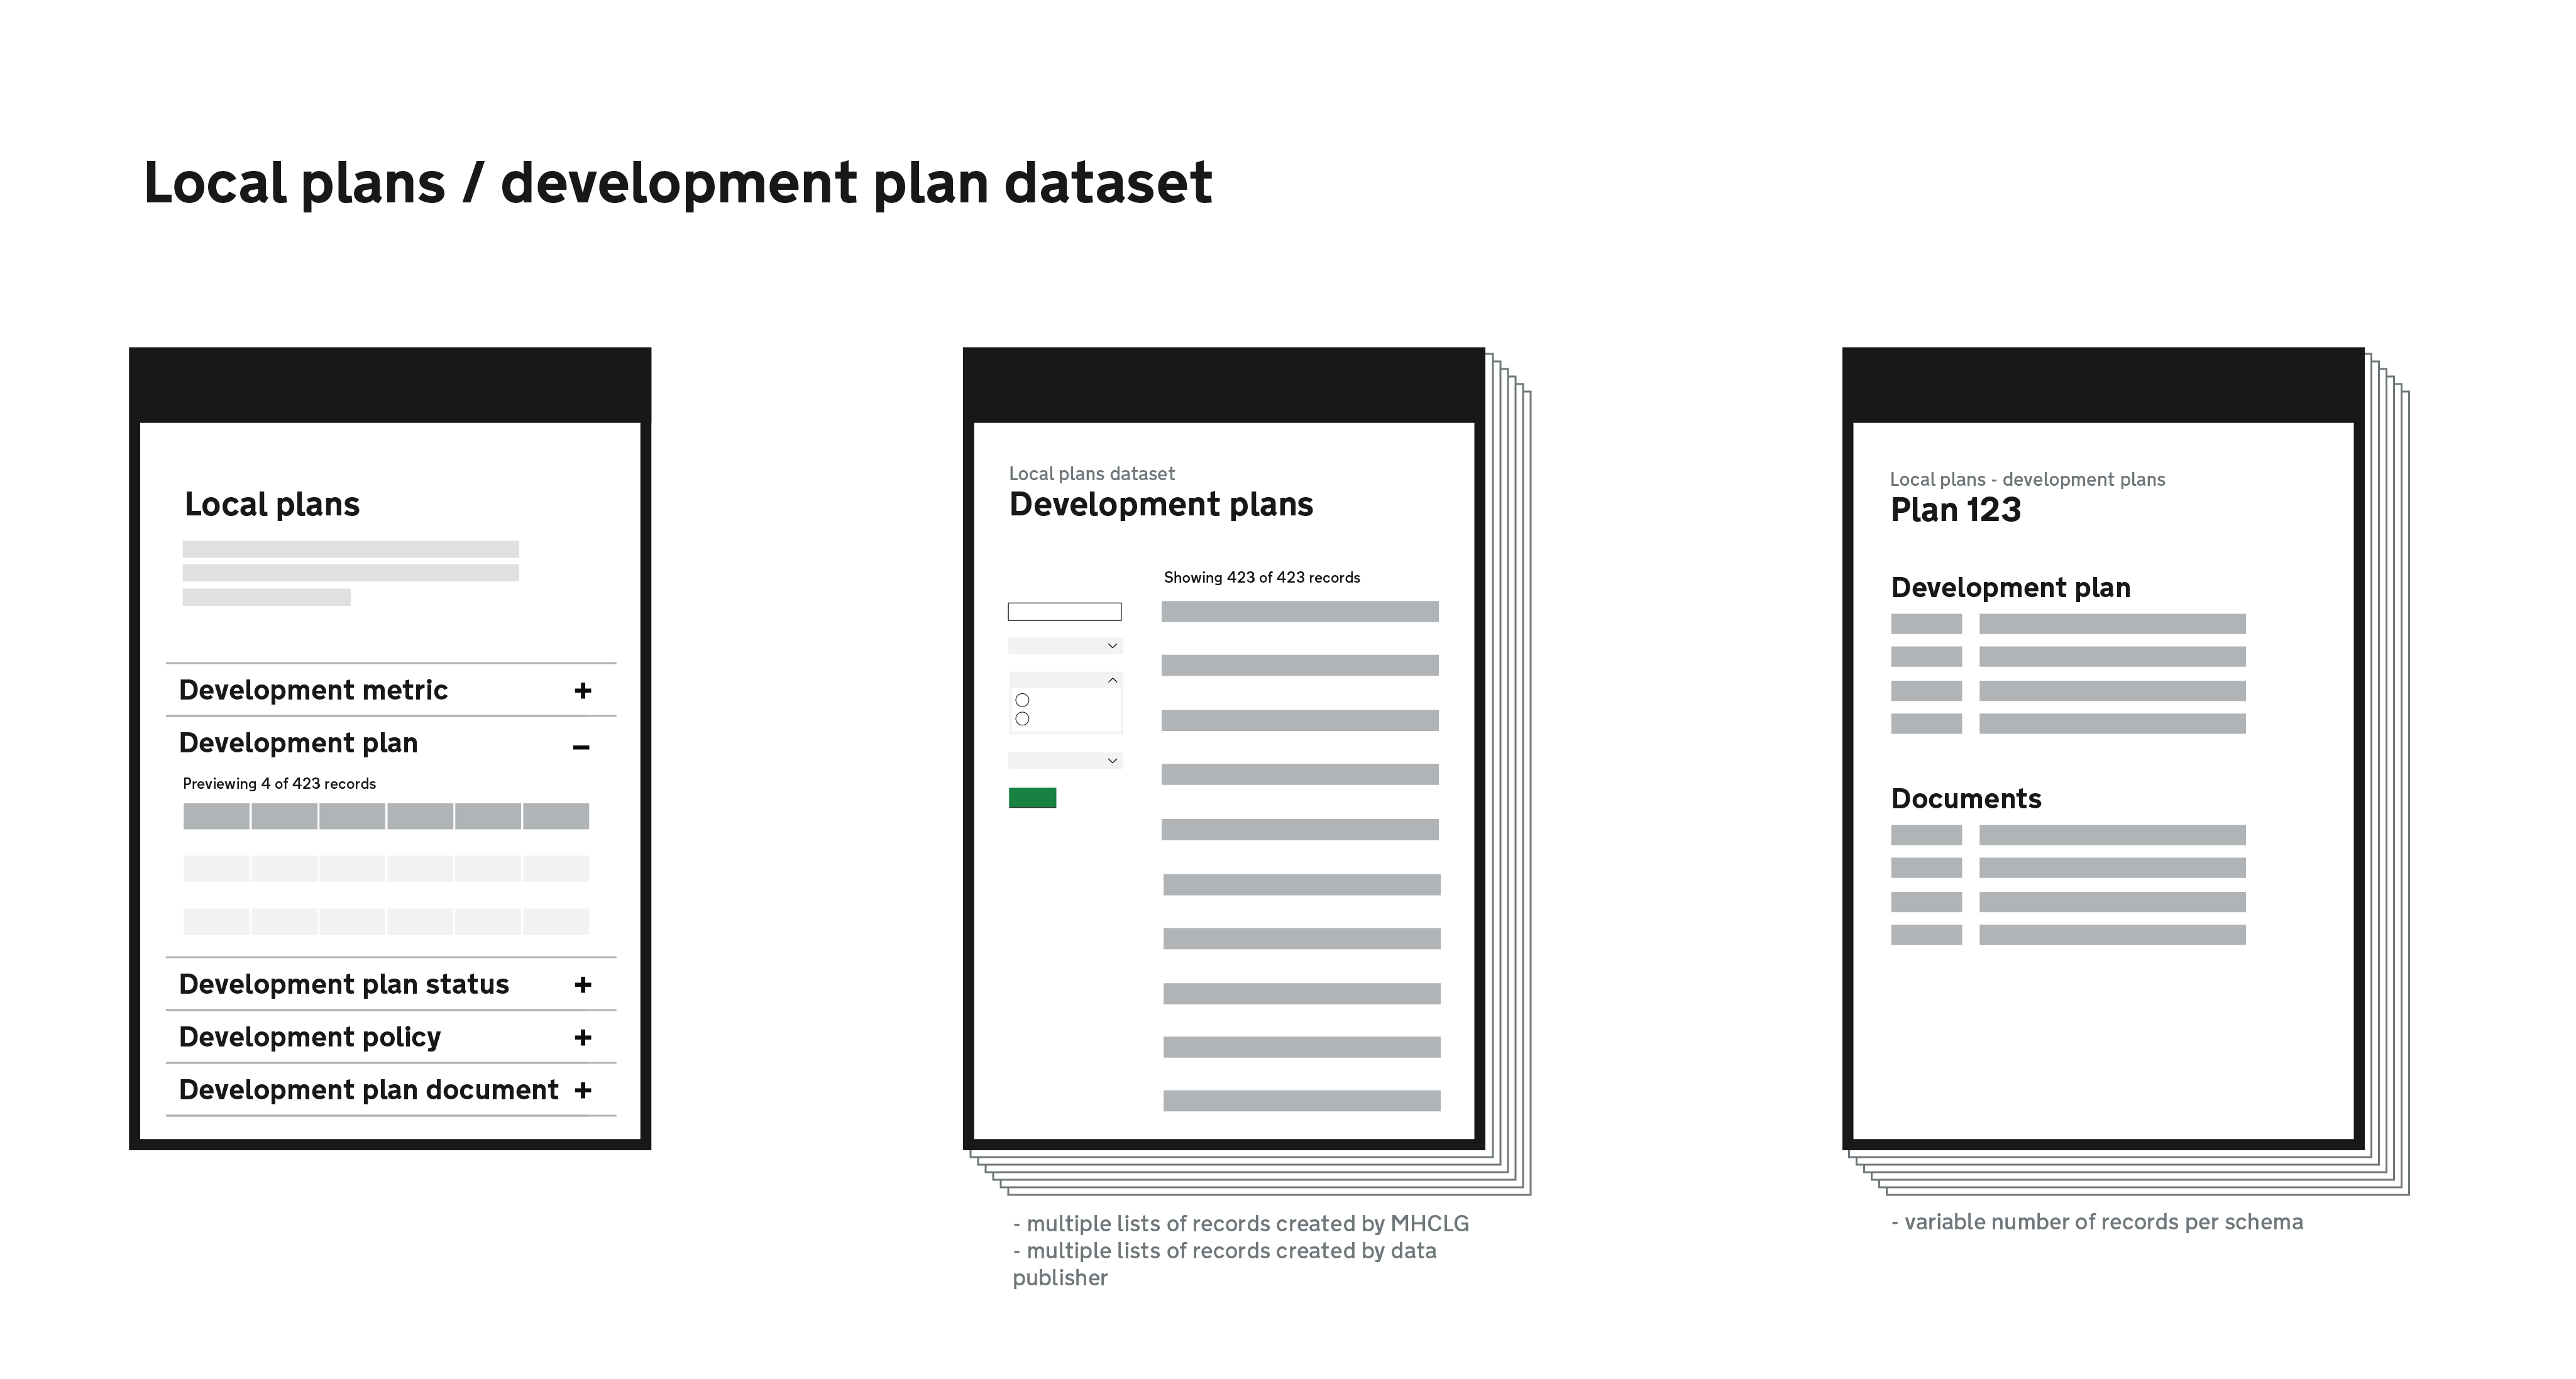 Local plans / development plan dataset
Local plans
Development metric +
Development plan –
Previewing 4 of 423 records
Development plan status +
Development policy +
Development plan document +
Local plans dataset
Development plans
Showing 423 of 423 records
- multiple lists of records created by MHCLG
- multiple lists of records created by data
publisher
Local plans - development plans
Plan 123
Development plan
Documents
- variable number of records per schema